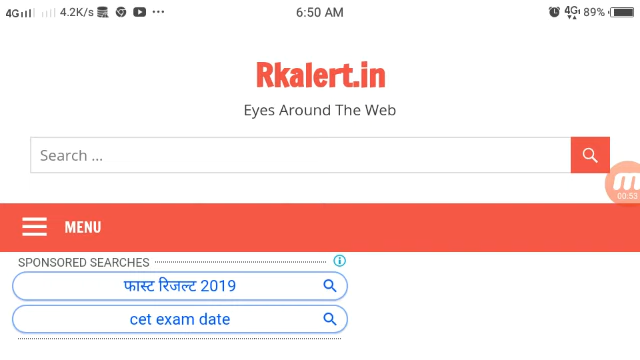 4G 4.2K/s 6:50 AM 4G 89%
Rkalert.in
Eyes Around The Web
Search ...
00:53
MENU
SPONSORED SEARCHES
फास्ट रिजल्ट 2019
cet exam date